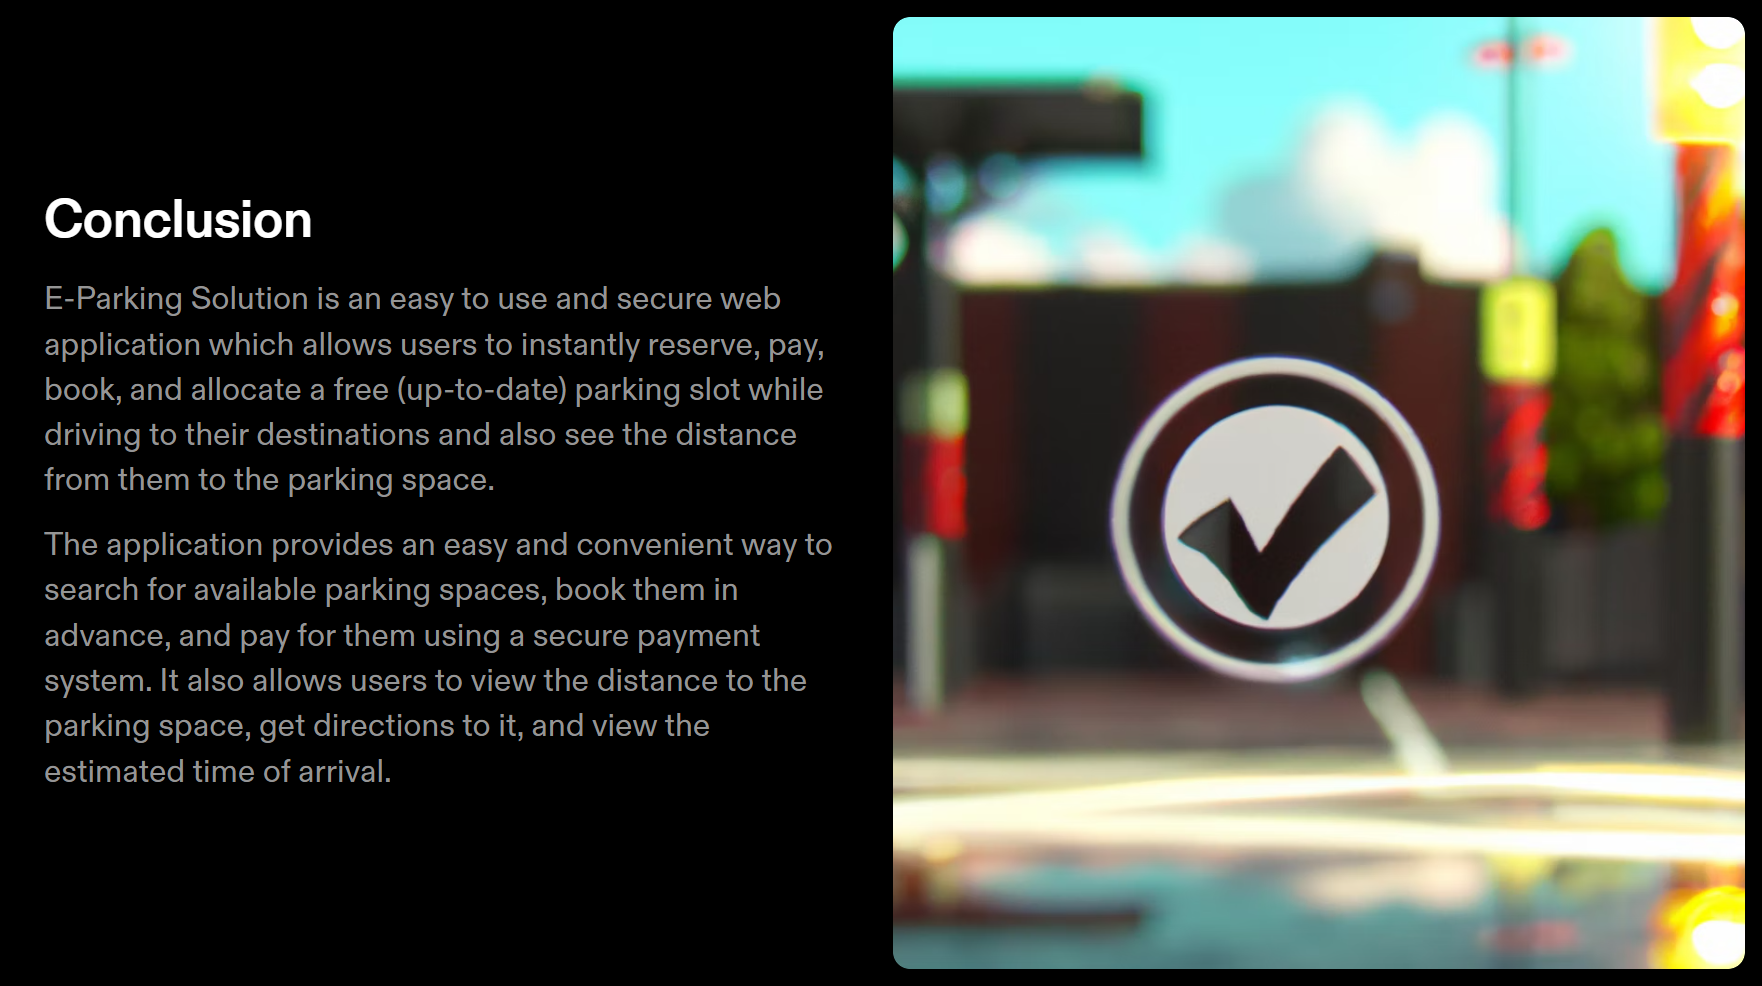 Conclusion
E-Parking Solution is an easy to use and secure web
application which allows users to instantly reserve, pay,
book, and allocate a free (up-to-date) parking slot while
driving to their destinations and also see the distance
from them to the parking space.
The application provides an easy and convenient way to
search for available parking spaces, book them in
advance, and pay for them using a secure payment
system. It also allows users to view the distance to the
parking space, get directions to it, and view the
estimated time of arrival.